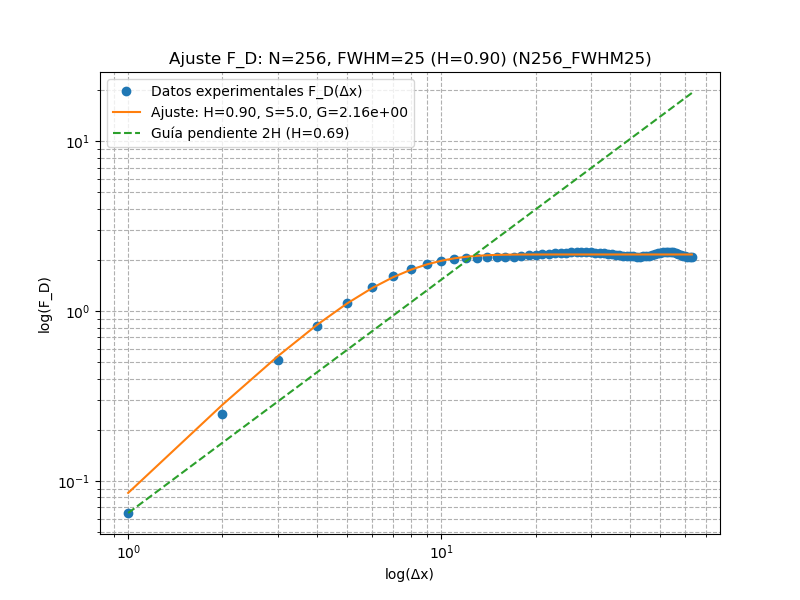 Ajuste F_D: N=256, FWHM=25 (H=0.90) (N256_FWHM25)
Datos experimentales F_D(Δx)
Ajuste: H=0.90, S=5.0, G=2.16e+00
Guía pendiente 2H (H=0.69)
log(F_D)
10¹
10⁰
10⁻¹
10⁰
10¹
log(Δx)